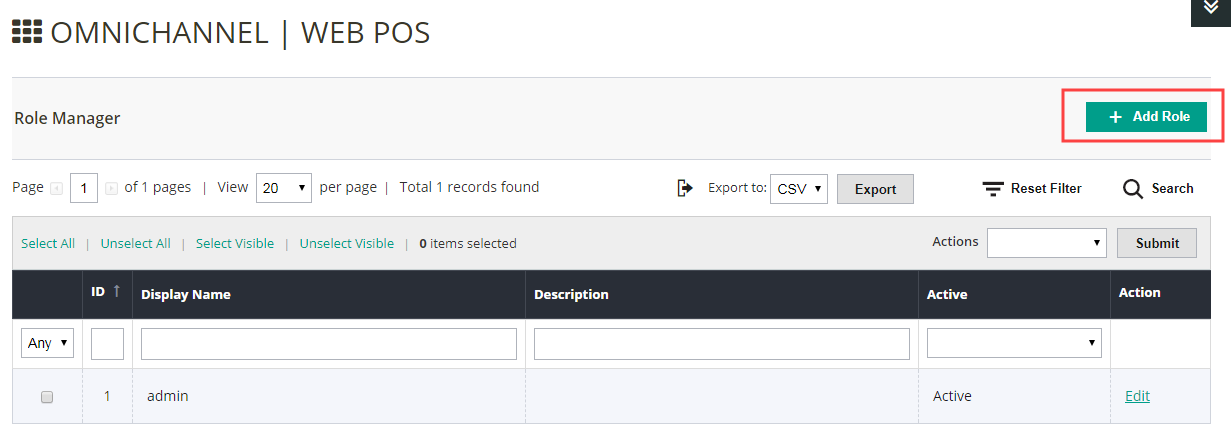 OMNICHANNEL | WEB POS
Role Manager
+ Add Role
Page 1 of 1 pages | View 20 per page | Total 1 records found Export to: CSV Export Reset Filter Search
Select All | Unselect All | Select Visible | Unselect Visible | 0 items selected Actions Submit
ID ↑ Display Name Description Active Action
Any
1 admin Active Edit